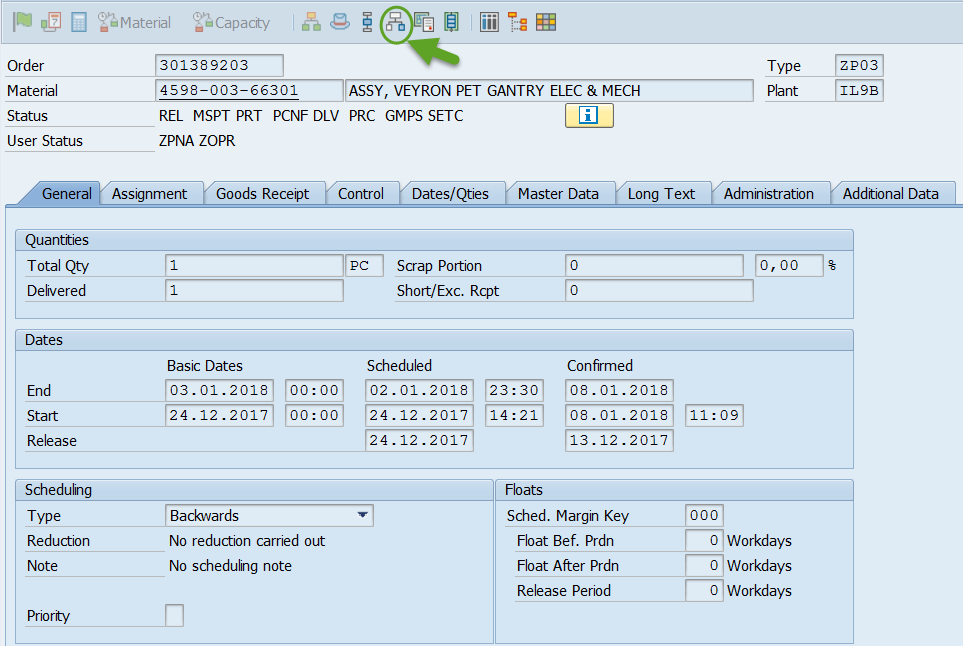 Material Capacity
Order 301389203 Type ZP03
Material 4598-003-66301 ASSY, VEYRON PET GANTRY ELEC & MECH Plant IL9B
Status REL MSPT PRT PCNF DLV PRC GMPS SETC
User Status ZPNA ZOPR
General Assignment Goods Receipt Control Dates/Qties Master Data Long Text Administration Additional Data
Quantities
Total Qty 1 PC Scrap Portion 0 0,00 %
Delivered 1 Short/Exc. Rcpt 0
Dates
Basic Dates Scheduled Confirmed
End 03.01.2018 00:00 02.01.2018 23:30 08.01.2018
Start 24.12.2017 00:00 24.12.2017 14:21 08.01.2018 11:09
Release 24.12.2017 13.12.2017
Scheduling Floats
Type Backwards Sched. Margin Key 000
Reduction No reduction carried out Float Bef. Prdn 0 Workdays
Note No scheduling note Float After Prdn 0 Workdays
Release Period 0 Workdays
Priority